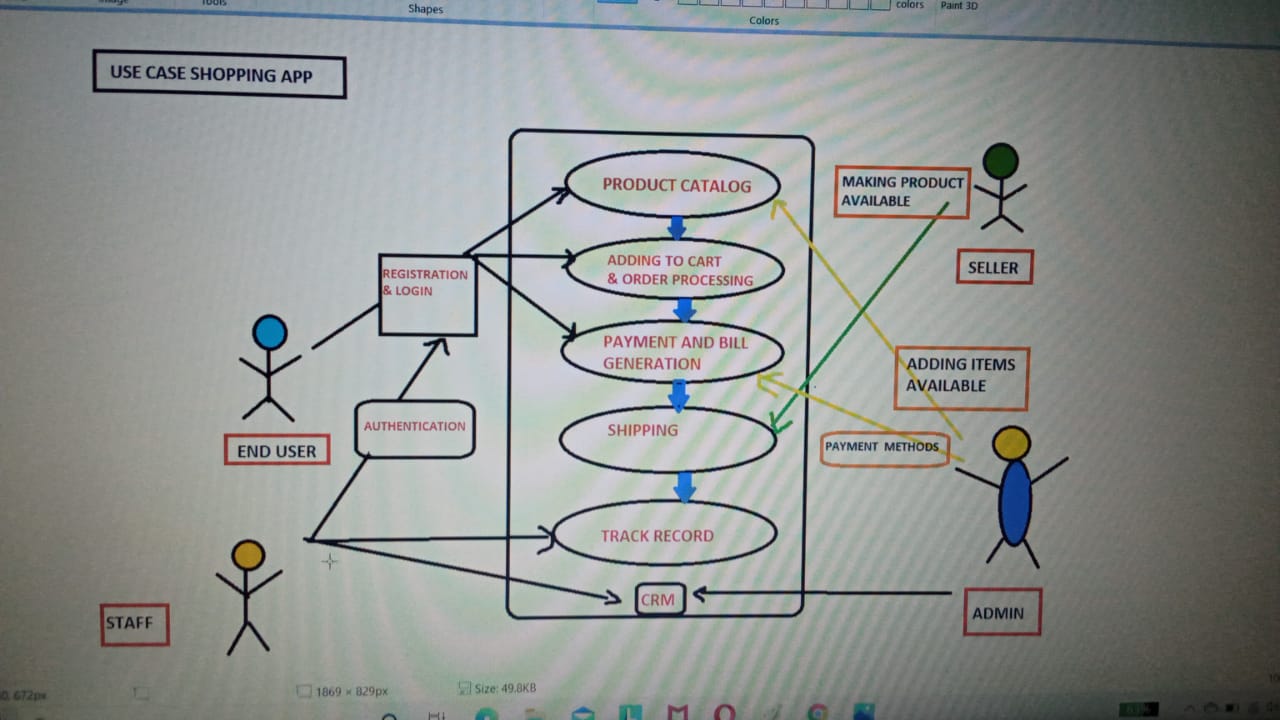 Tools
Shapes
Colors
colors
Paint 3D
USE CASE SHOPPING APP
PRODUCT CATALOG
MAKING PRODUCT
AVAILABLE
SELLER
REGISTRATION
& LOGIN
ADDING TO CART
& ORDER PROCESSING
PAYMENT AND BILL
GENERATION
ADDING ITEMS
AVAILABLE
END USER
AUTHENTICATION
SHIPPING
PAYMENT METHODS
TRACK RECORD
CRM
STAFF
ADMIN
672px
1869 × 829px
Size: 49.8KB